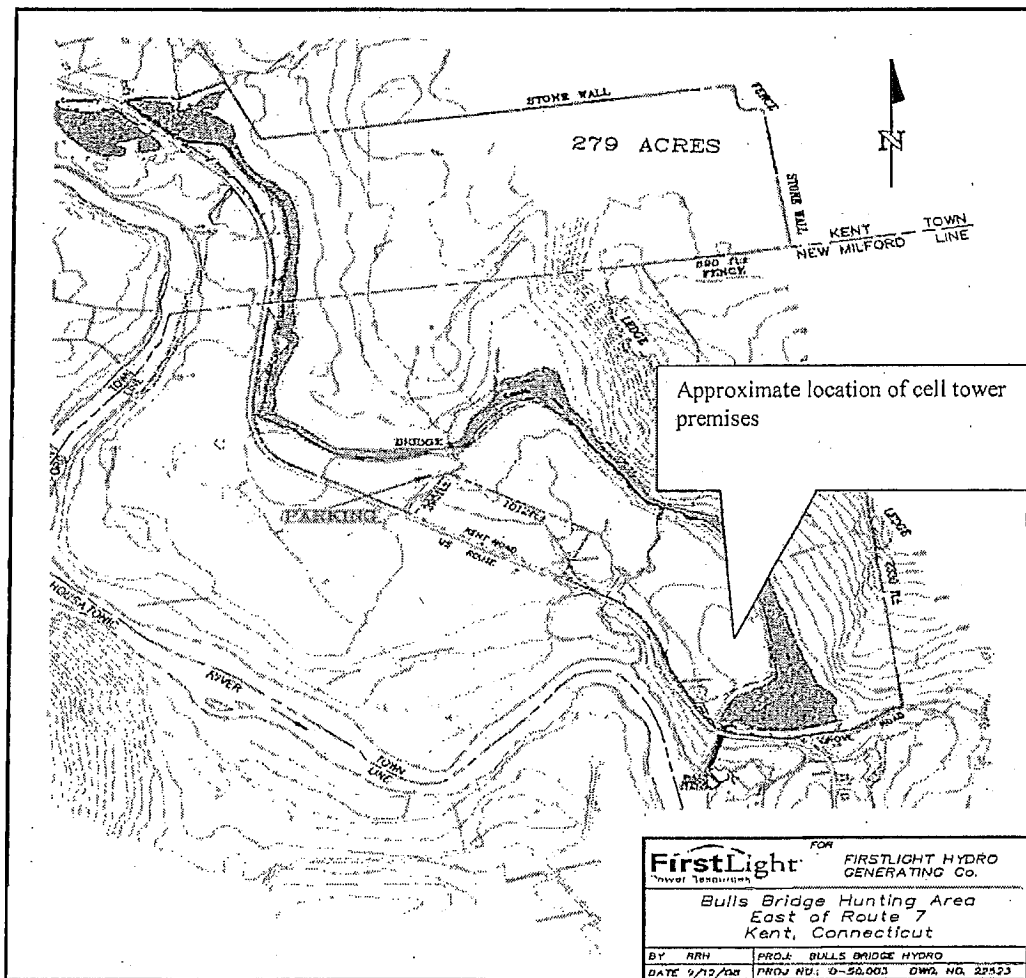 STONE WALL
FENCE
279 ACRES
N
STONE WALL
KENT TOWN
NEW MILFORD LINE
LEDGE
Approximate location of cell tower
premises
TOWN
BRIDGE
PARKING
KENT ROAD
US ROUTE
LEDGE
HOUSATONIC
RIVER
TOWN
LINE
ROAD
FOR
FirstLight
Power Resources
FIRSTLIGHT HYDRO
GENERATING Co.
Bulls Bridge Hunting Area
East of Route 7
Kent, Connecticut
BY RRH PROJ: BULLS BRIDGE HYDRO
DATE 9/12/08 PROJ NO.: D-50,003 DWG NO. 22523